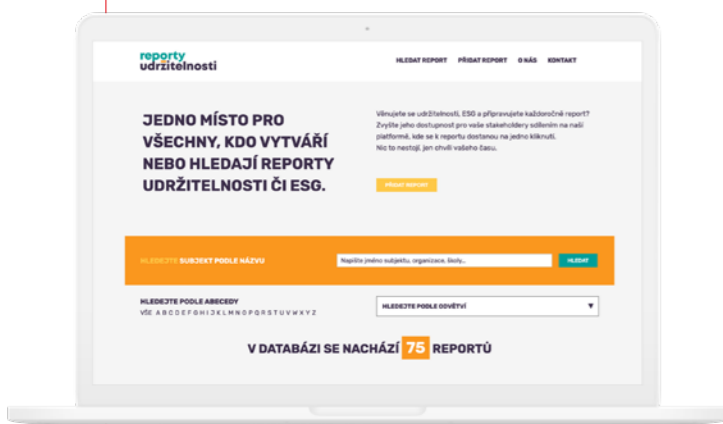 reporty
udržitelnosti
HLEDAT REPORT PŘIDAT REPORT O NÁS KONTAKT
JEDNO MÍSTO PRO
VŠECHNY, KDO VYTVÁŘÍ
NEBO HLEDAJÍ REPORTY
UDRŽITELNOSTI ČI ESG.
Věnujete se udržitelnosti, ESG a připravujete každoročně report?
Zvyšte jeho dostupnost pro vaše stakeholdery sdílením na naší
platformě, kde se k reportu dostanou na jedno kliknutí.
Nic to nestojí, jen chvíli vašeho času.
PŘIDAT REPORT
HLEDEJTE SUBJEKT PODLE NÁZVU
Napište jméno subjektu, organizace, školy...
HLEDAT
HLEDEJTE PODLE ABECEDY
VŠE A B C D E F G H I J K L M N O P Q R S T U V W X Y Z
HLEDEJTE PODLE ODVĚTVÍ
V DATABÁZI SE NACHÁZÍ 75 REPORTŮ